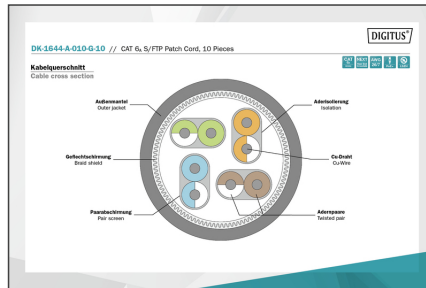 DIGITUS®
DK-1644-A-010-G-10 // CAT 6A S/FTP Patch Cord, 10 Pieces
Kabelquerschnitt
Cable cross section
Außenmantel
Outer jacket
Aderisolierung
Isolation
Geflechtschirmung
Braid shield
Cu-Draht
Cu-Wire
Paarabschirmung
Pair screen
Adernpaare
Twisted pair